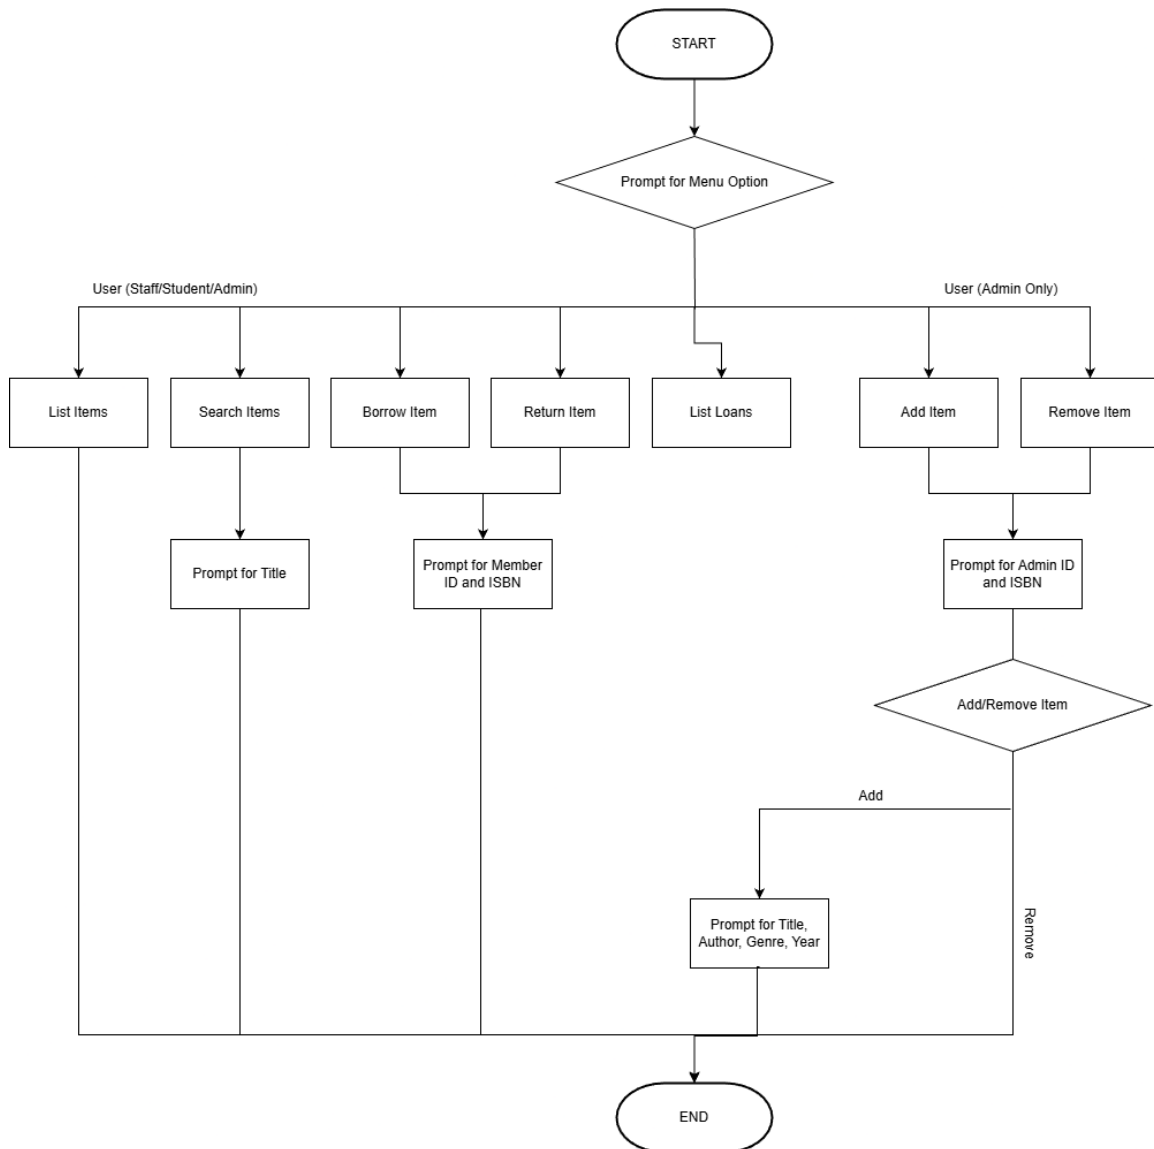 START
Prompt for Menu Option
User (Staff/Student/Admin)
User (Admin Only)
List Items
Search Items
Borrow Item
Return Item
List Loans
Add Item
Remove Item
Prompt for Title
Prompt for Member
ID and ISBN
Prompt for Admin ID
and ISBN
Add/Remove Item
Add
Prompt for Title,
Author, Genre, Year
Remove
END